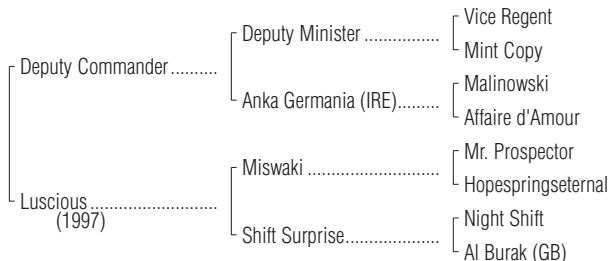 Vice Regent
Deputy Minister ................
Mint Copy
Deputy Commander..........
Malinowski
Anka Germania (IRE).........
Affaire d'Amour
Mr. Prospector
Miswaki ............................
Hopespringseternal
Luscious ...........................
(1997)
Night Shift
Shift Surprise....................
Al Burak (GB)